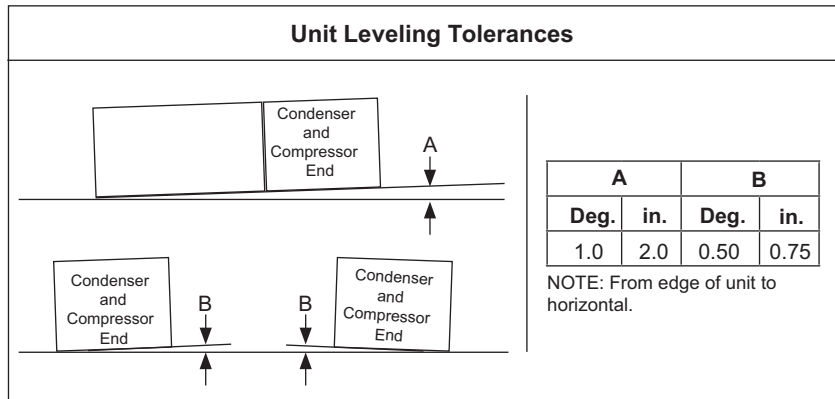 Unit Leveling Tolerances
Condenser
and
Compressor
End
A
Condenser
and
Compressor
End
B
B
Condenser
and
Compressor
End
A B
Deg. in. Deg. in.
1.0 2.0 0.50 0.75
NOTE: From edge of unit to
horizontal.